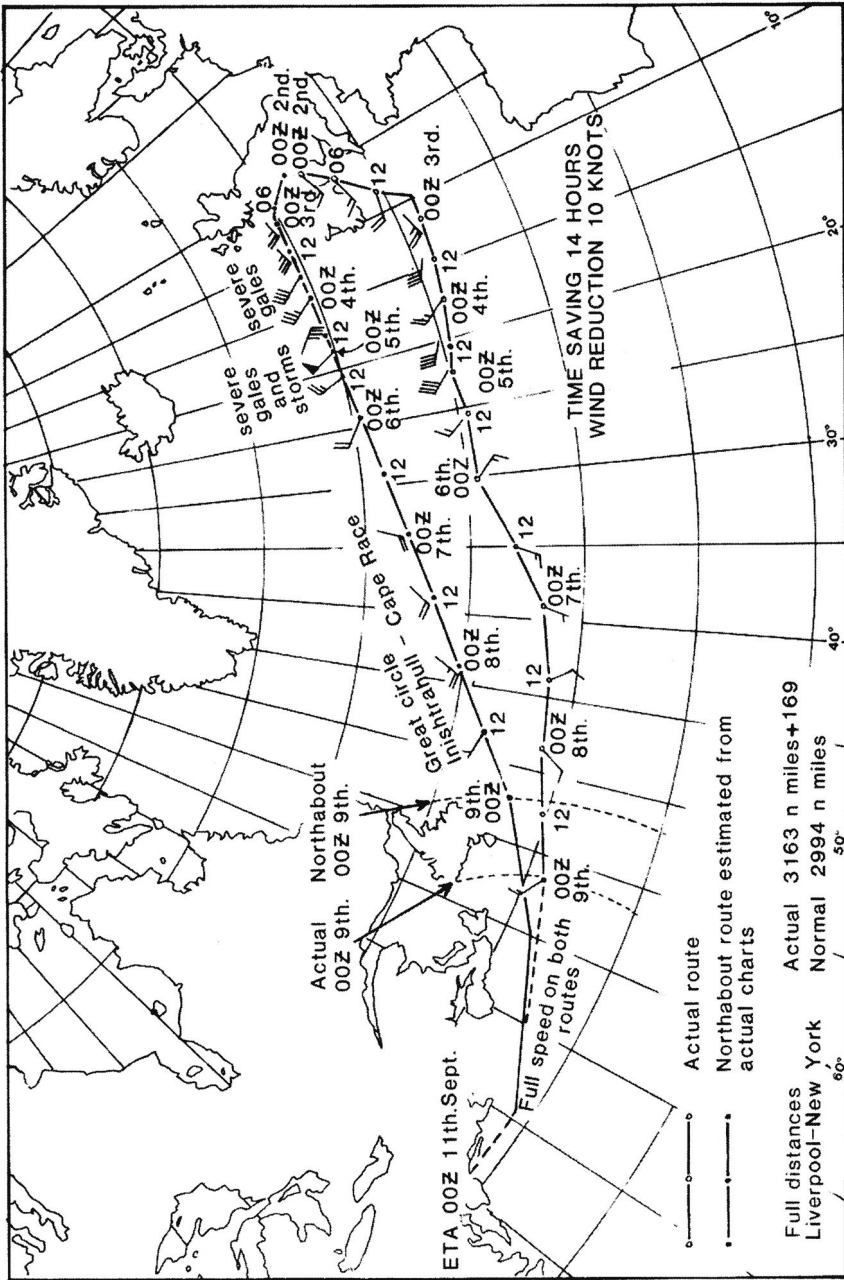 ETA 00Z 11th.Sept.
Actual
00Z 9th.
Northabout
00Z 9th.
Great circle
Inishtrahull - Cape Race
severe
gales
and
storms
severe
gales
00Z 2nd.
00Z 2nd.
06
06
00Z
3rd.
12
12
00Z
4th.
12
00Z
5th.
12
00Z
6th.
12
00Z
7th.
12
00Z
8th.
12
9th.
00Z
00Z 3rd.
12
00Z
4th.
12
00Z
5th.
12
6th.
00Z
12
00Z
7th.
12
00Z
8th.
12
00Z
9th.
Full speed on both
routes
TIME SAVING 14 HOURS
WIND REDUCTION 10 KNOTS
Actual route
Northabout route estimated from
actual charts
Full distances
Liverpool-New York
Actual 3163 n miles+169
Normal 2994 n miles
60°
50°
40°
30°
20°
10°